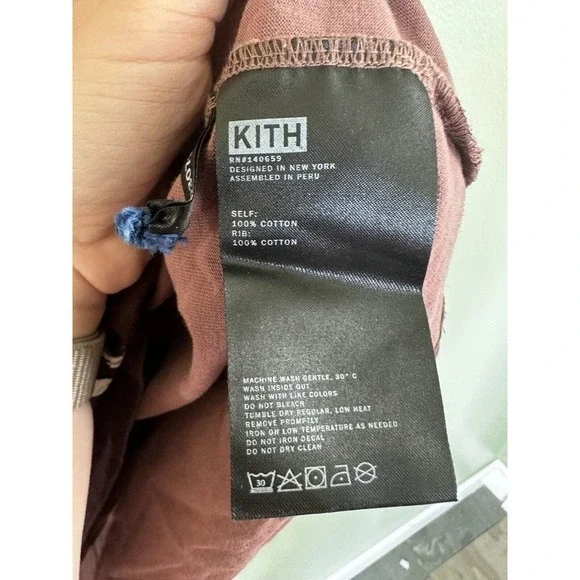 KITH
RN#140659
DESIGNED IN NEW YORK
ASSEMBLED IN PERU
SELF:
100% COTTON
RIB:
100% COTTON
MACHINE WASH GENTLE, 30° C
WASH INSIDE OUT
WASH WITH LIKE COLORS
DO NOT BLEACH
TUMBLE DRY REGULAR, LOW HEAT
REMOVE PROMPTLY
IRON ON LOW TEMPERATURE AS NEEDED
DO NOT IRON DECAL
DO NOT DRY CLEAN
30